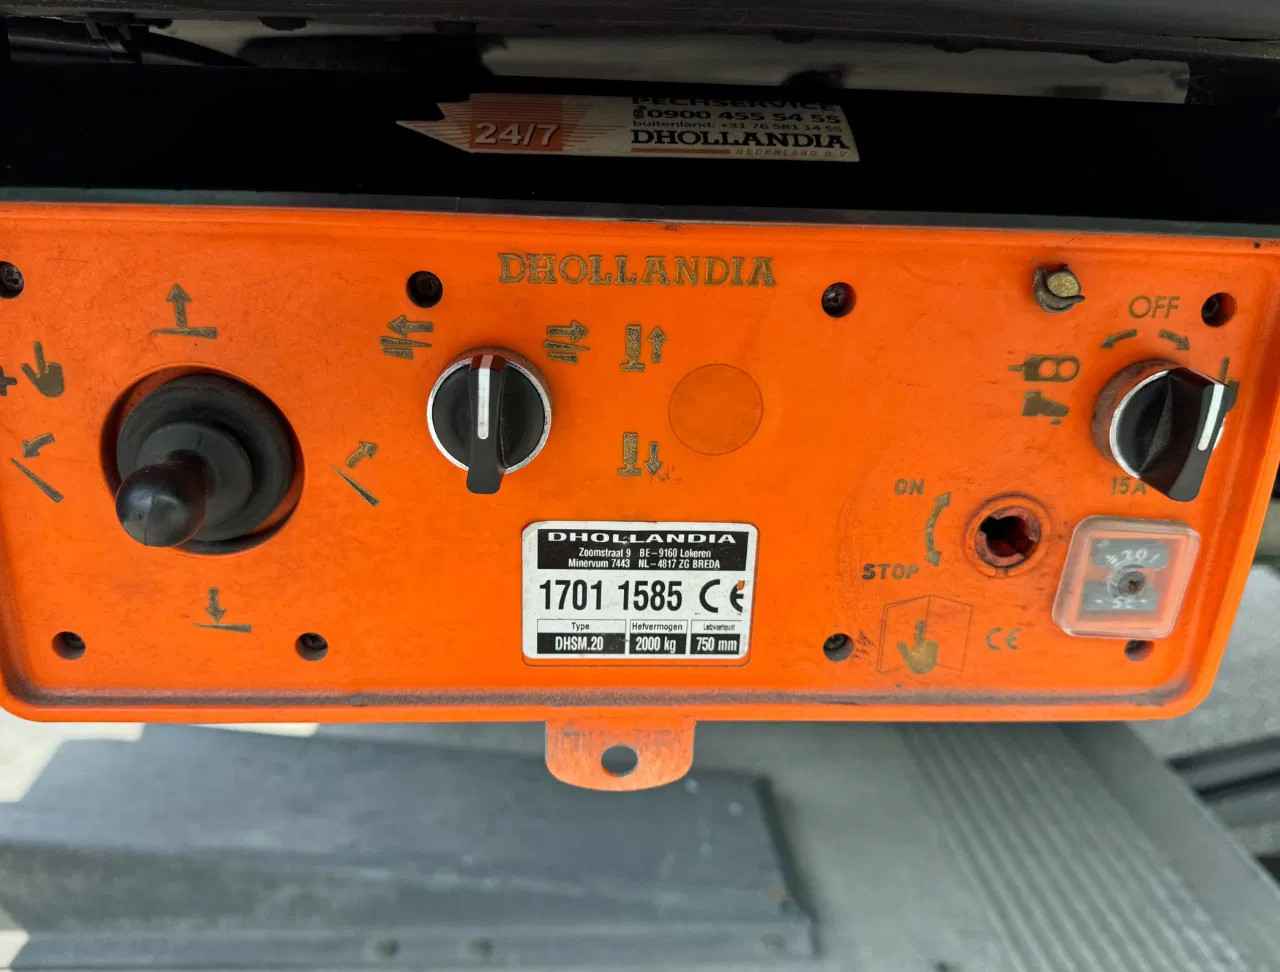 PECHSERVICE
24/7
0900 455 54 55
buitenland: +31 76 581 14 55
DHOLLANDIA
NEDERLAND B.V
DHOLLANDIA
OFF
15A
ON
STOP
CE
DHOLLANDIA
Zoomstraat 9 BE-9160 Lokeren
Minervum 7443 NL-4817 ZG BREDA
1701 1585 CE
Type Hefvermogen
DHSM.20 2000 kg 750 mm